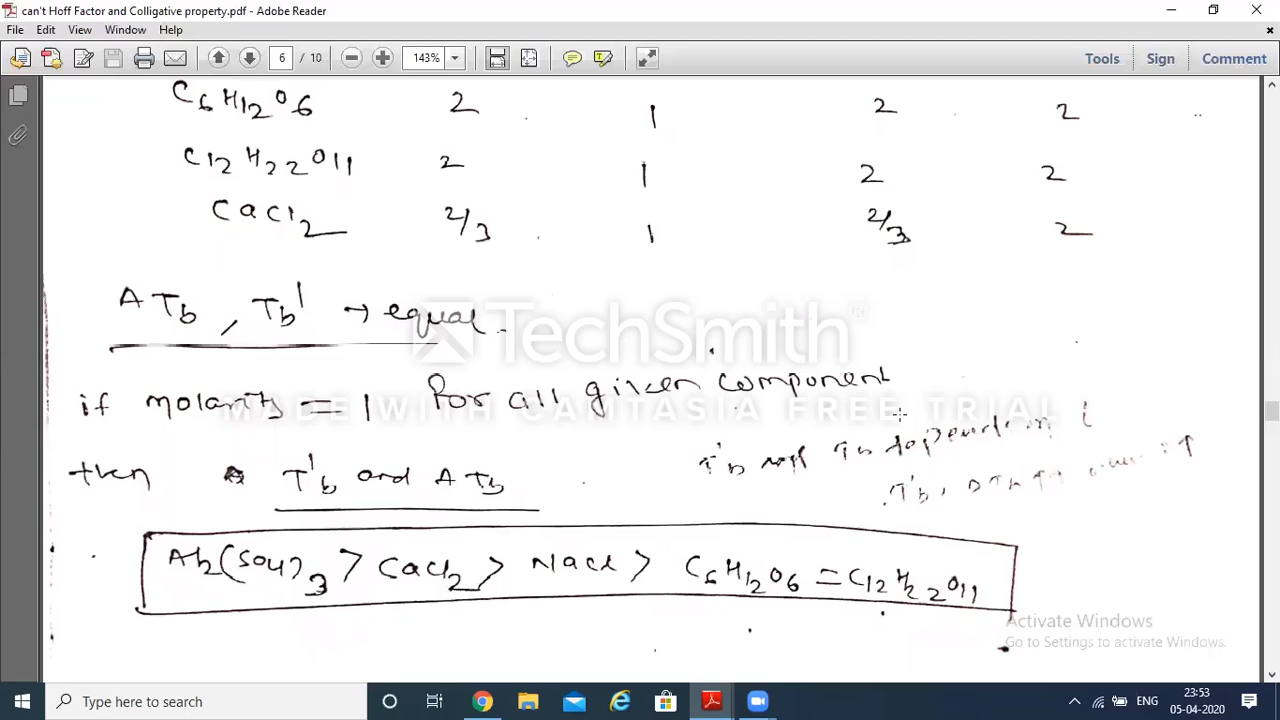 can't Hoff Factor and Colligative property.pdf - Adobe Reader
File Edit View Window Help
6 / 10 143% Tools Sign Comment
C6H12O6 2 1 2 2
C12H22O11 2 1 2 2
CaCl2 2/3 1 2/3 2
ΔTb, Tb' → equal.
TechSmith
if molarity = 1 for all given component
MADE WITH CAMTASIA FREE TRIAL
then T'b and ΔTb
Al2(SO4)3 > CaCl2 > NaCl > C6H12O6 = C12H22O11
Activate Windows
Go to Settings to activate Windows.
Type here to search
ENG
23:53
05-04-2020